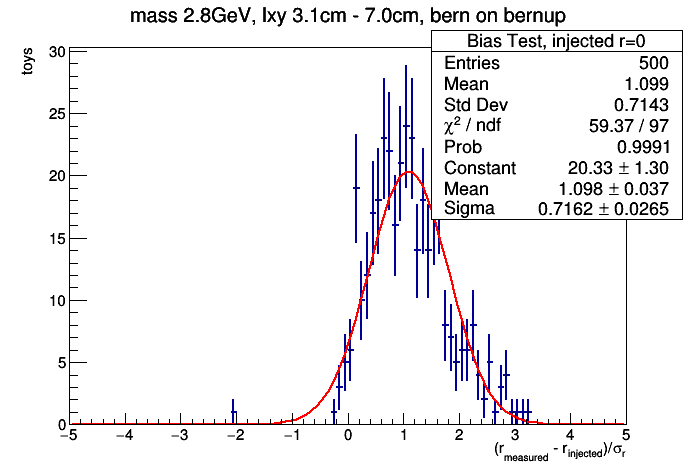 mass 2.8GeV, lxy 3.1cm - 7.0cm, bern on bernup
Bias Test, injected r=0
Entries 500
Mean 1.099
Std Dev 0.7143
χ² / ndf 59.37 / 97
Prob 0.9991
Constant 20.33 ± 1.30
Mean 1.098 ± 0.037
Sigma 0.7162 ± 0.0265
toys
30
25
20
15
10
5
0
−5 −4 −3 −2 −1 0 1 2 3 4 5
(r_measured - r_injected)/σ_r